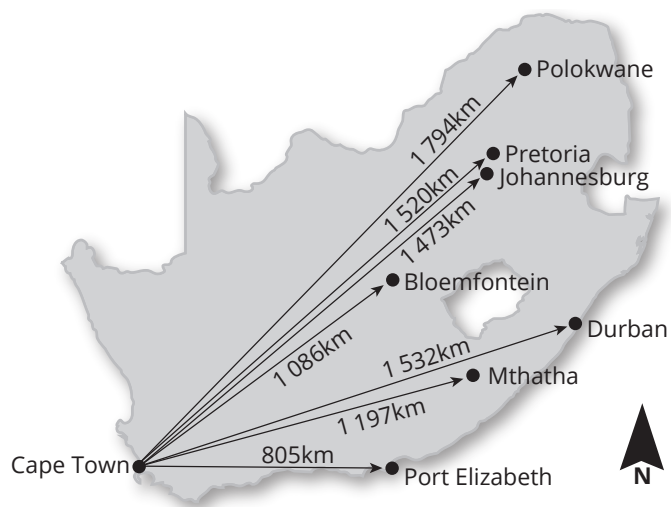 Polokwane
1 794km
Pretoria
Johannesburg
1 520km
1 473km
Bloemfontein
Durban
1 086km
1 532km
Mthatha
1 197km
805km
Cape Town
Port Elizabeth
N